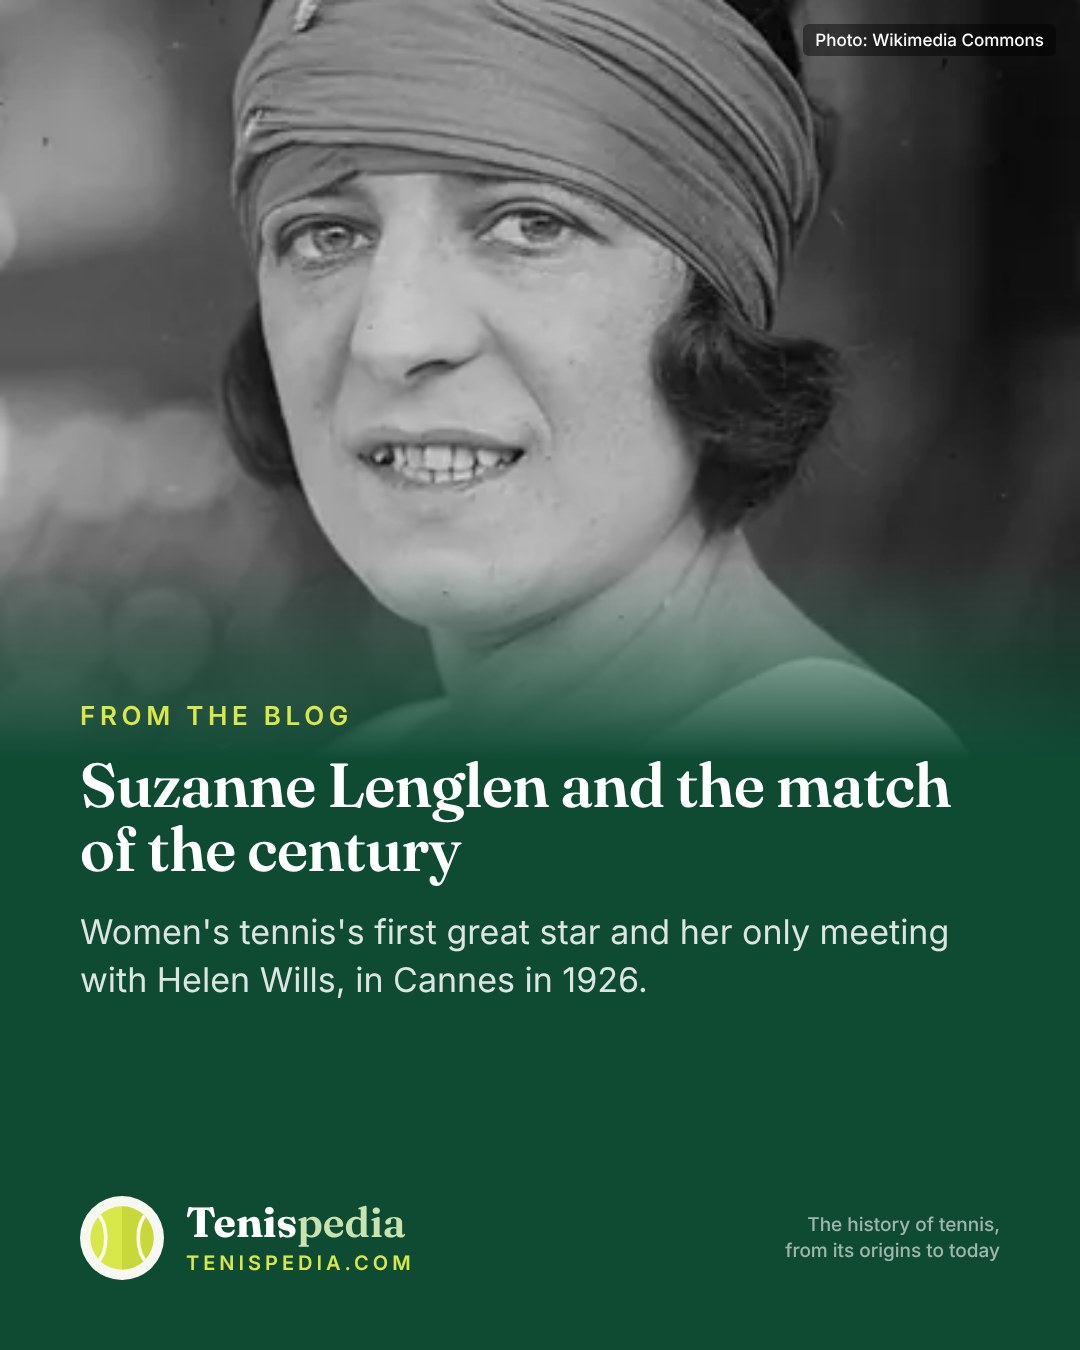 Photo: Wikimedia Commons
FROM THE BLOG
Suzanne Lenglen and the match
of the century
Women's tennis's first great star and her only meeting
with Helen Wills, in Cannes in 1926.
Tenispedia
TENISPEDIA.COM
The history of tennis,
from its origins to today